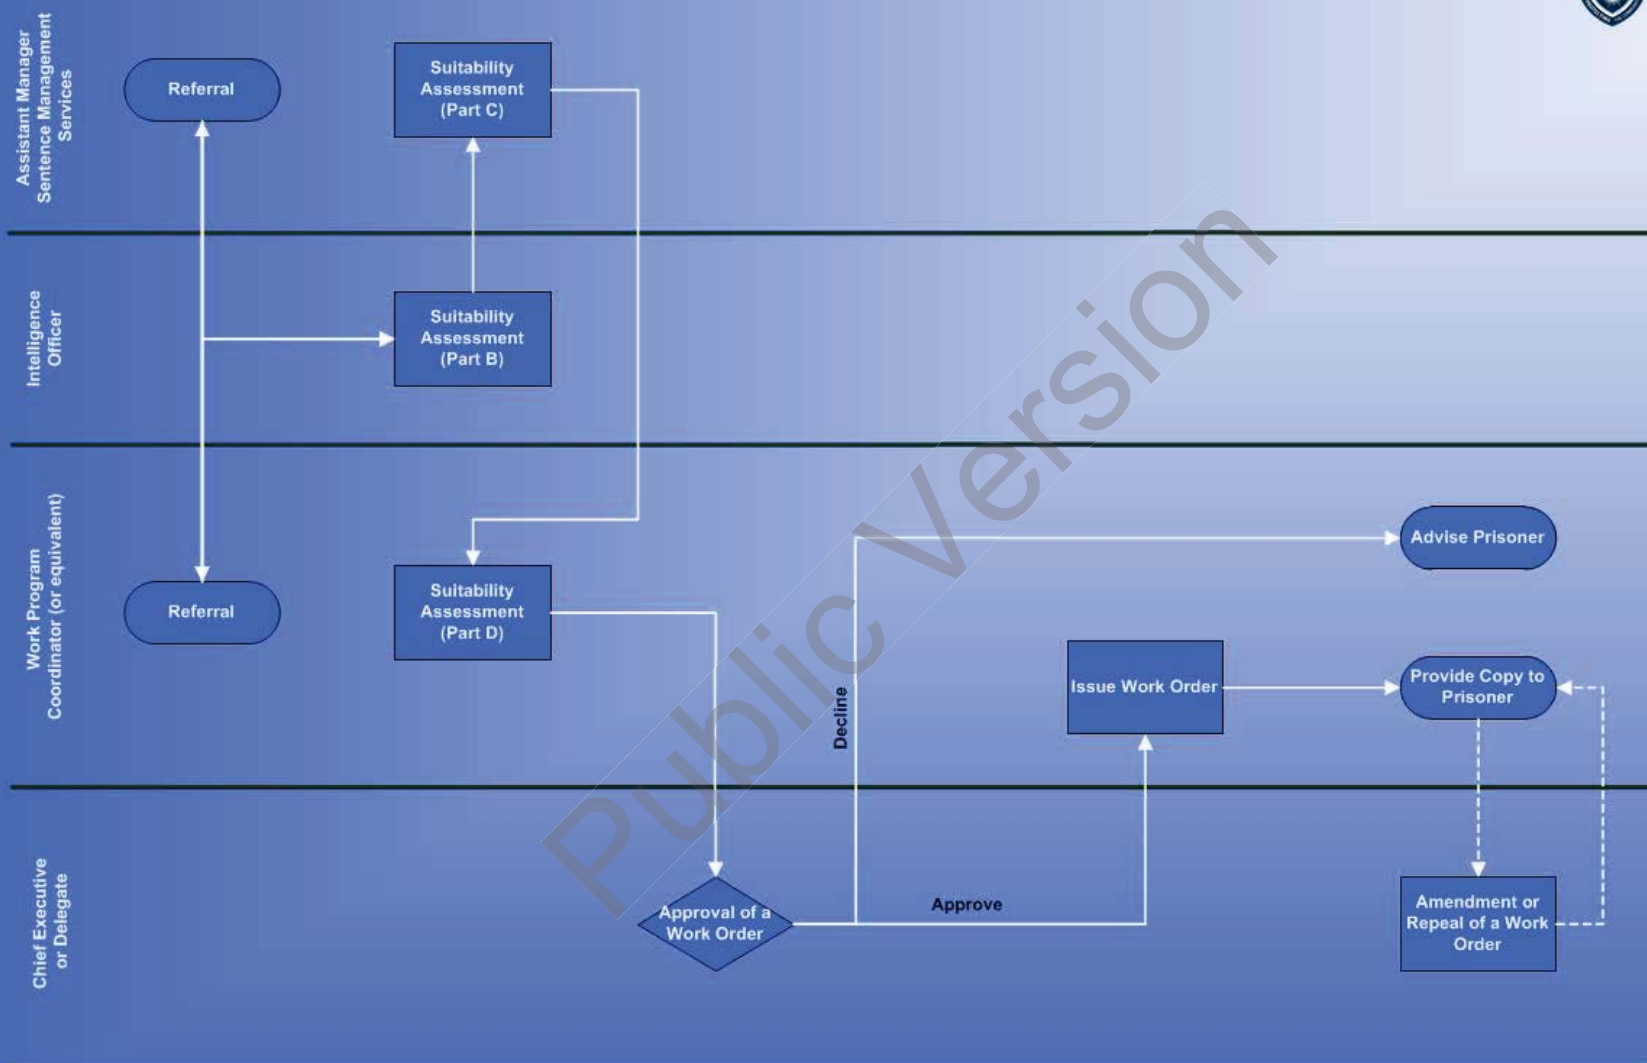 Assistant Manager
Sentence Management
Services
Referral
Suitability
Assessment
(Part C)
Intelligence
Officer
Suitability
Assessment
(Part B)
Work Program
Coordinator (or equivalent)
Referral
Suitability
Assessment
(Part D)
Decline
Advise Prisoner
Issue Work Order
Provide Copy to
Prisoner
Chief Executive
or Delegate
Approval of a
Work Order
Approve
Amendment or
Repeal of a Work
Order
Public Version